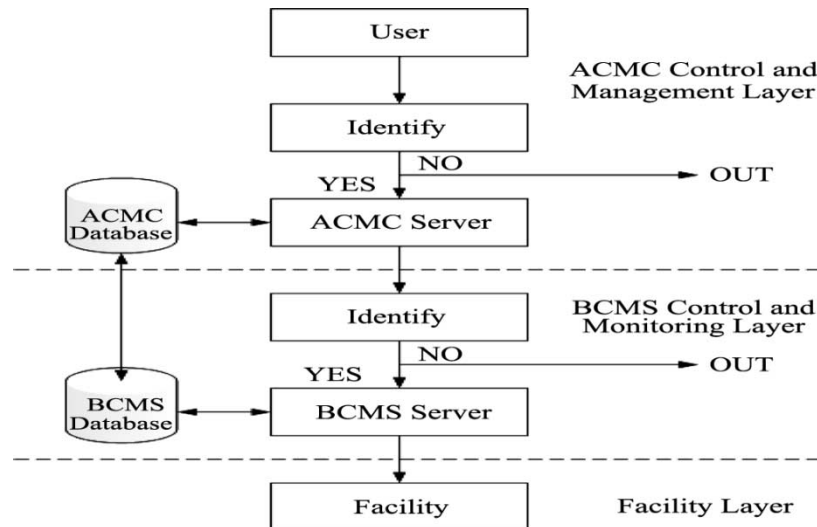 User
ACMC Control and
Management Layer
Identify
NO
OUT
YES
ACMC
Database
ACMC Server
Identify
BCMS Control and
Monitoring Layer
NO
OUT
YES
BCMS
Database
BCMS Server
Facility
Facility Layer